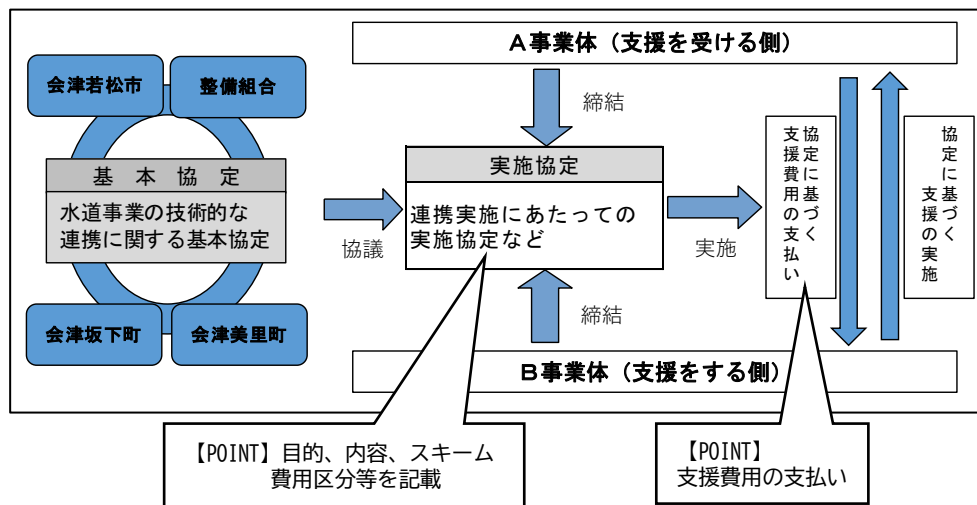 A事業体（支援を受ける側）
会津若松市
整備組合
基本協定
水道事業の技術的な
連携に関する基本協定
会津坂下町
会津美里町
協議
締結
実施協定
連携実施にあたっての
実施協定など
締結
実施
協定に基づく
支援費用の支払い
協定に基づく
支援の実施
B事業体（支援をする側）
【POINT】目的、内容、スキーム
費用区分等を記載
【POINT】
支援費用の支払い